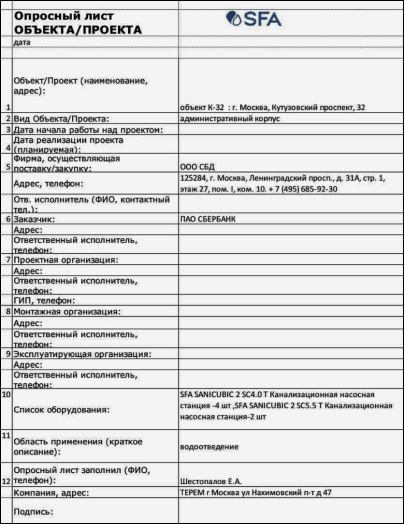 Опросный лист
ОБЪЕКТА/ПРОЕКТА
SFA
дата
Объект/Проект (наименование,
адрес):
1
объект К-32 : г. Москва, Кутузовский проспект, 32
2 Вид Объекта/Проекта: административный корпус
3 Дата начала работы над проектом:
Дата реализации проекта
4 (планируемая):
Фирма, осуществляющая
5 поставку/закупку: ООО СБД
Адрес, телефон: 125284, г. Москва, Ленинградский просп., д. 31А, стр. 1,
этаж 27, пом. I, ком. 10. + 7 (495) 685-92-30
Отв. исполнитель (ФИО, контактный
тел.):
6 Заказчик: ПАО СБЕРБАНК
Адрес:
Ответственный исполнитель,
телефон:
7 Проектная организация:
Адрес:
Ответственный исполнитель,
телефон:
ГИП, телефон:
8 Монтажная организация:
Адрес:
Ответственный исполнитель,
телефон:
9 Эксплуатирующая организация:
Адрес:
Ответственный исполнитель,
телефон:
10
Список оборудования:
SFA SANICUBIC 2 SC4.0 T Канализационная насосная
станция -4 шт ,SFA SANICUBIC 2 SC5.5 T Канализационная
насосная станция-2 шт
11
Область применения (краткое
описание): водоотведение
Опросный лист заполнил (ФИО,
12 телефон): Шестопалов Е.А.
Компания, адрес: ТЕРЕМ г Москва ул Нахимовский п-т д 47
Подпись: